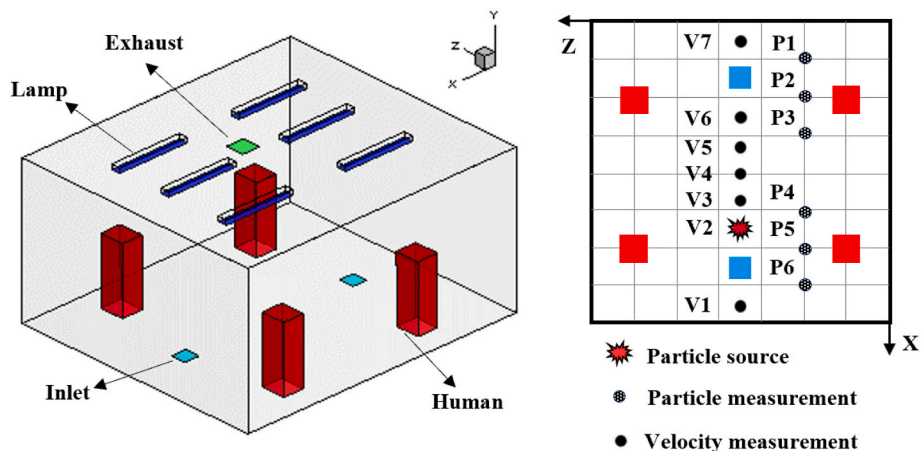 Exhaust
Lamp
Inlet
Human
Y
Z
X
Z
X
V7
P1
P2
V6
P3
V5
V4
P4
V3
V2
P5
P6
V1
Particle source
Particle measurement
Velocity measurement